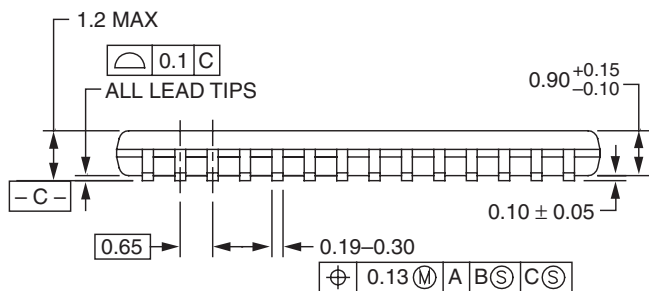 1.2 MAX
⌓ 0.1 C
ALL LEAD TIPS
0.90 +0.15 −0.10
– C –
0.10 ± 0.05
0.65
0.19–0.30
⌖ 0.13 Ⓜ A B Ⓢ C Ⓢ